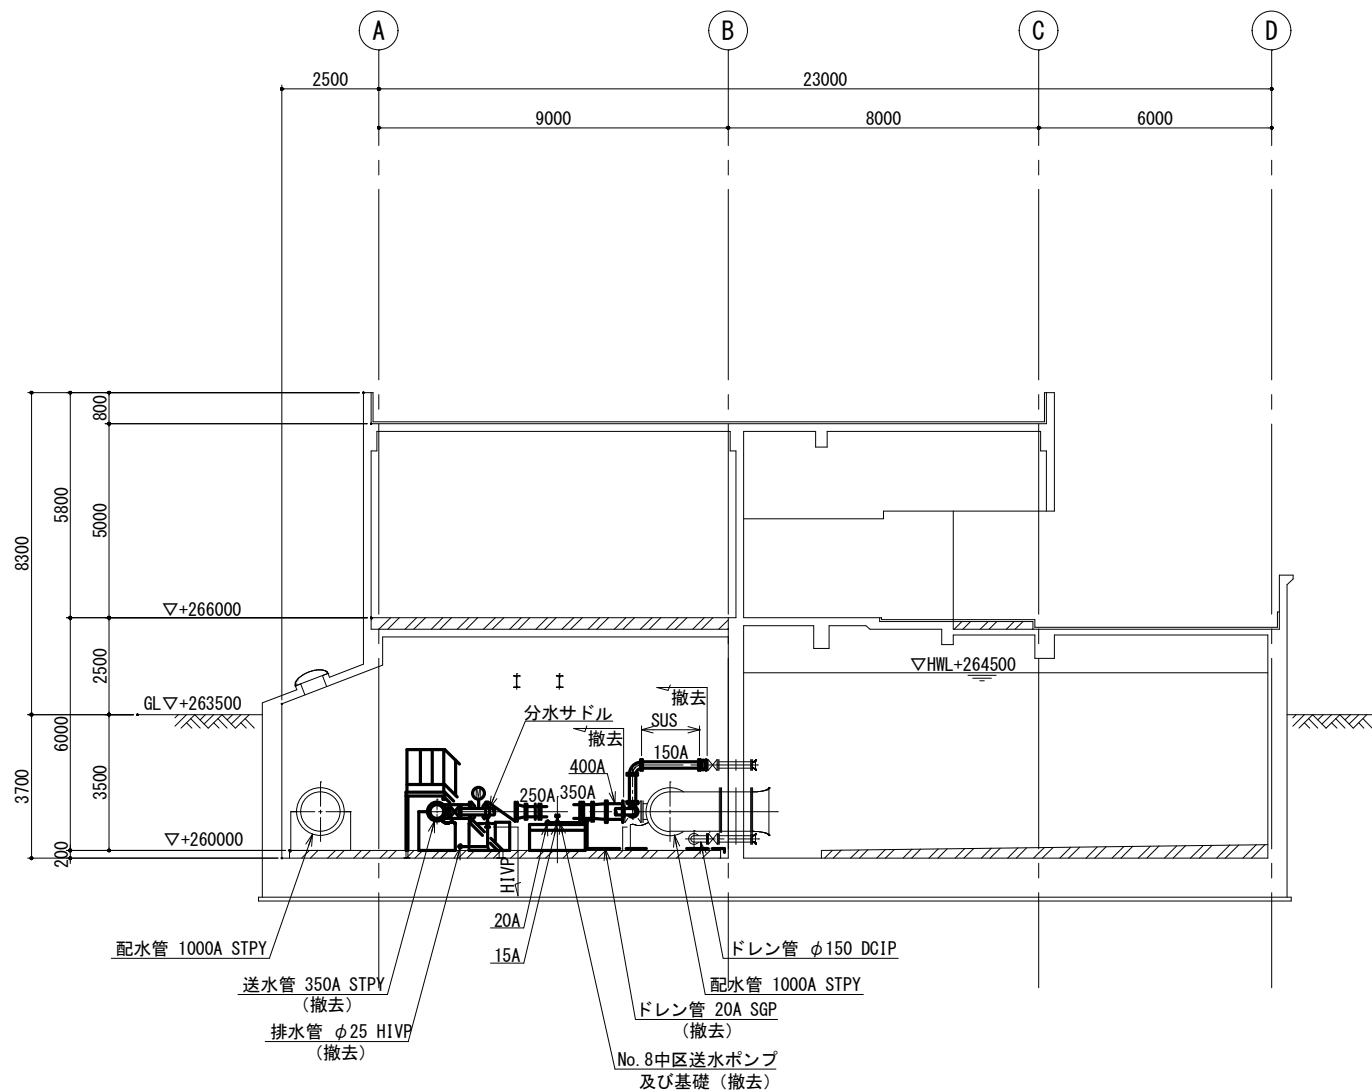 A
B
C
D
2500
23000
9000
8000
6000
800
5800
5000
8300
▽+266000
2500
▽HWL+264500
GL▽+263500
撤去
分水サドル
SUS
撤去
6000
150A
400A
3500
3700
250A
350A
▽+260000
200
HIVP
20A
15A
配水管 1000A STPY
ドレン管 φ150 DCIP
送水管 350A STPY
(撤去)
配水管 1000A STPY
ドレン管 20A SGP
(撤去)
排水管 φ25 HIVP
(撤去)
No.8中区送水ポンプ
及び基礎 (撤去)